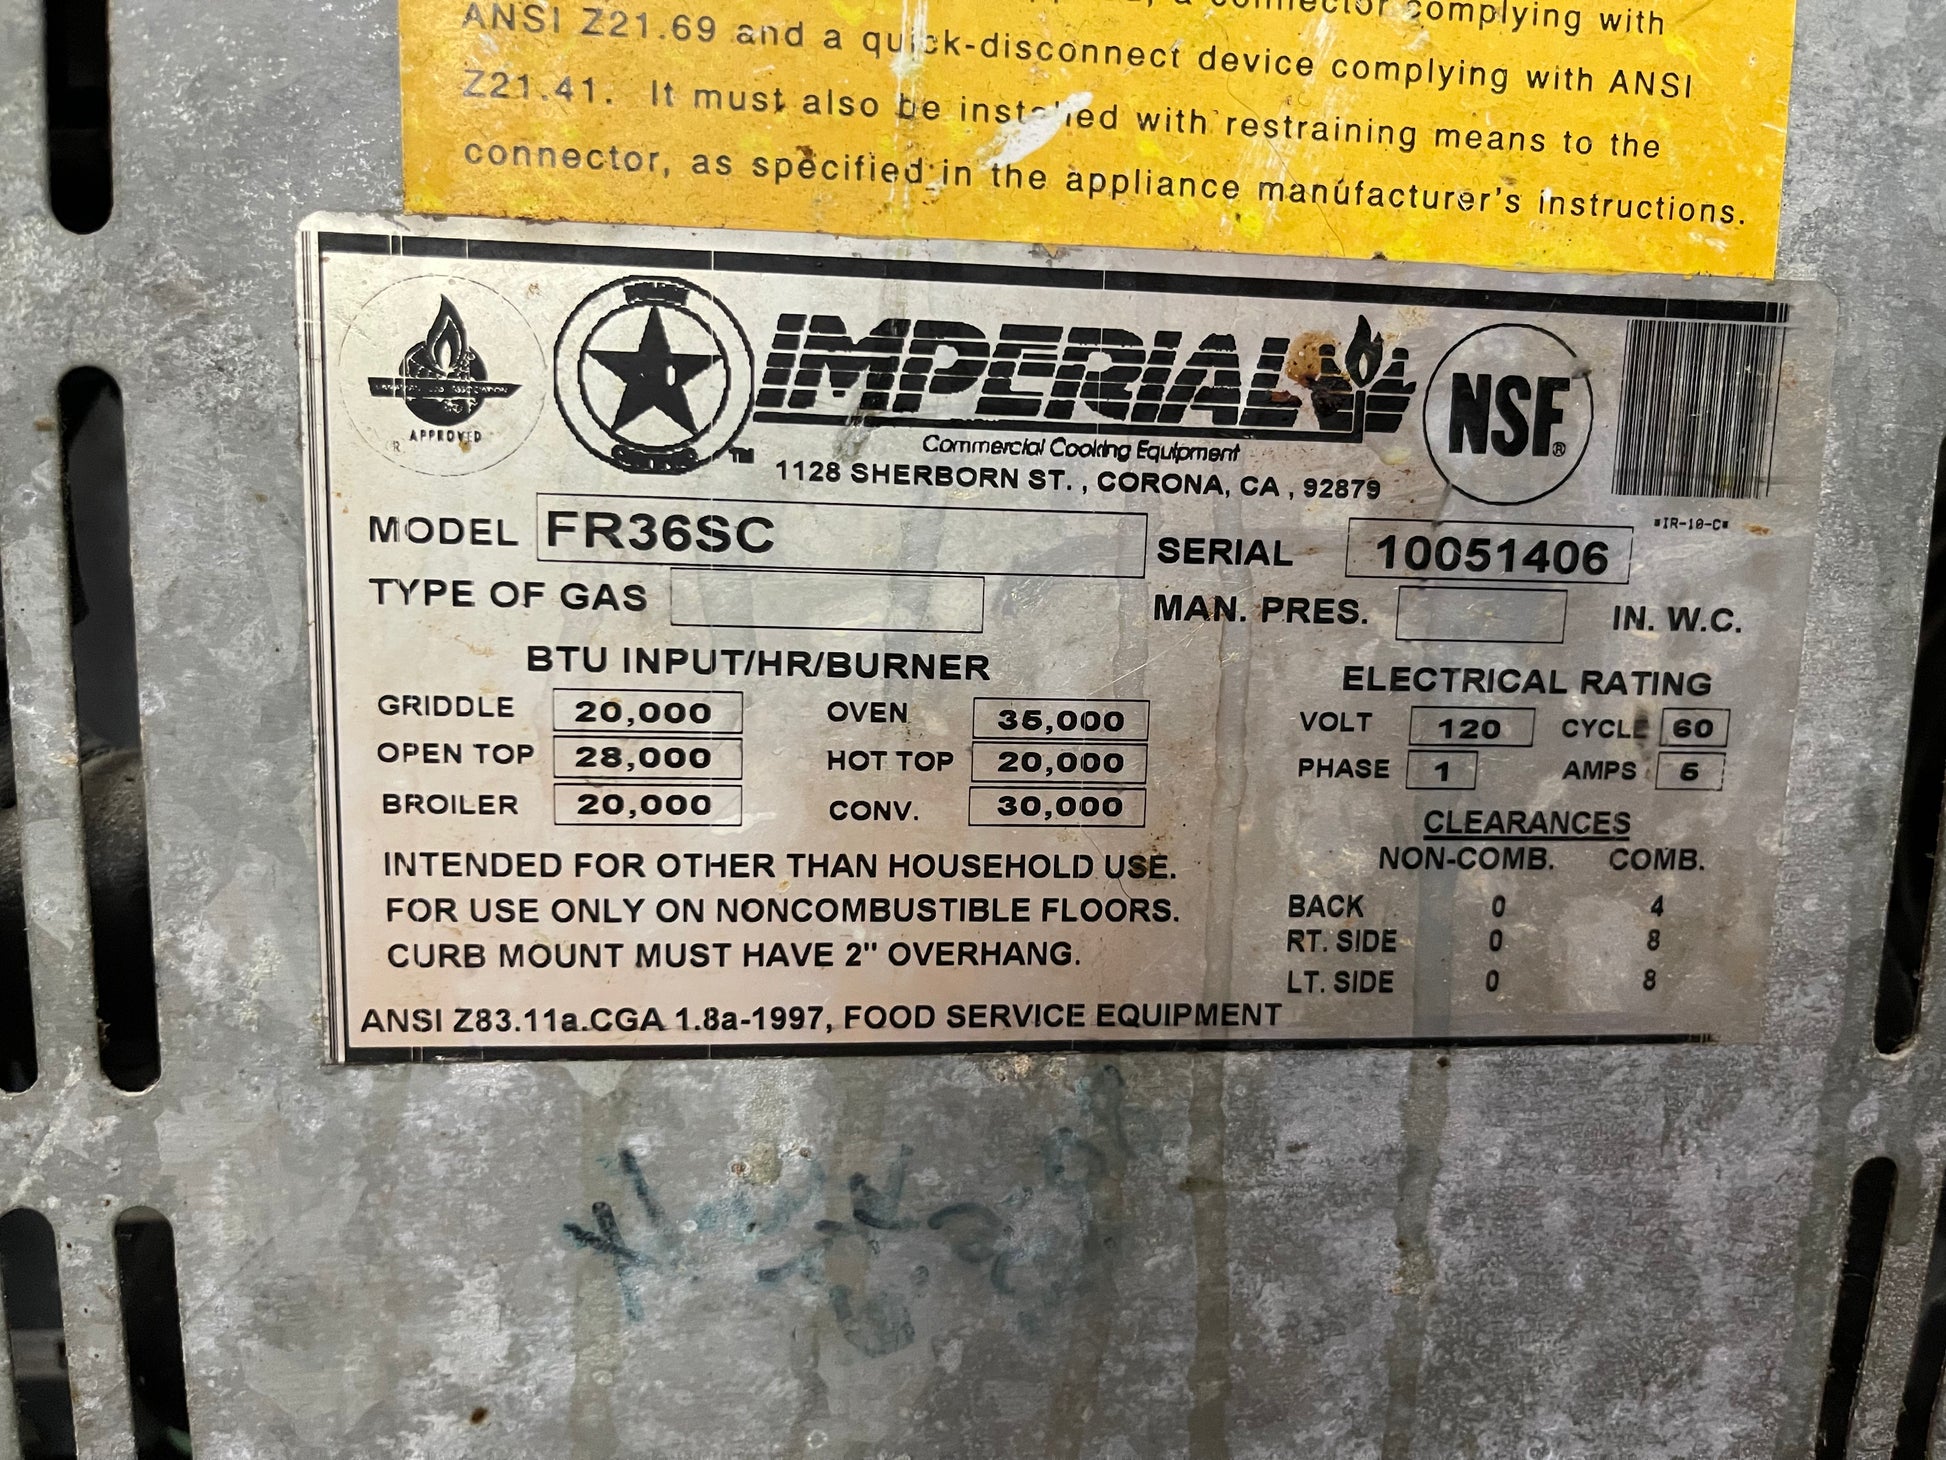 connector complying with
ANSI Z21.69 and a quick-disconnect device complying with ANSI
Z21.41. It must also be installed with restraining means to the
connector, as specified in the appliance manufacturer's instructions.
APPROVED
R
IMPERIAL
TM
Commercial Cooking Equipment
1128 SHERBORN ST. , CORONA, CA , 92879
NSF®
*IR-10-C*
MODEL FR36SC
SERIAL 10051406
TYPE OF GAS
MAN. PRES. IN. W.C.
BTU INPUT/HR/BURNER
GRIDDLE 20,000 OVEN 35,000
OPEN TOP 28,000 HOT TOP 20,000
BROILER 20,000 CONV. 30,000
ELECTRICAL RATING
VOLT 120 CYCLE 60
PHASE 1 AMPS
CLEARANCES
NON-COMB. COMB.
BACK 0 4
RT. SIDE 0 8
LT. SIDE 0 8
INTENDED FOR OTHER THAN HOUSEHOLD USE.
FOR USE ONLY ON NONCOMBUSTIBLE FLOORS.
CURB MOUNT MUST HAVE 2" OVERHANG.
ANSI Z83.11a.CGA 1.8a-1997, FOOD SERVICE EQUIPMENT